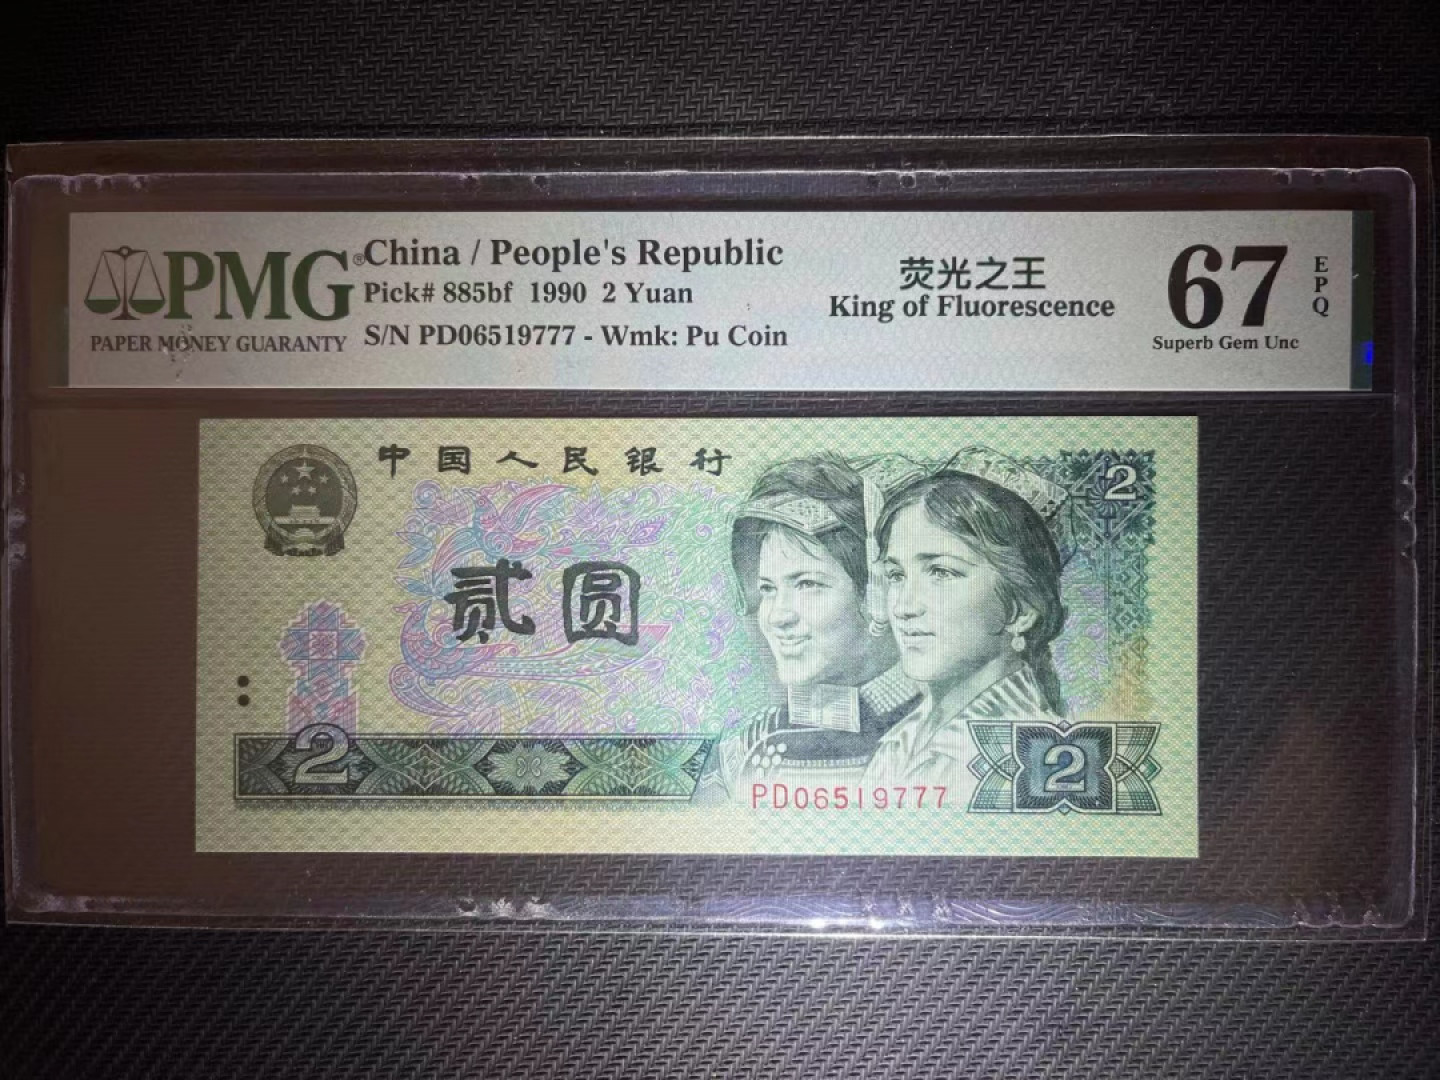 PMG®
PAPER MONEY GUARANTY
China / People's Republic
Pick# 885bf 1990 2 Yuan
S/N PD06519777 - Wmk: Pu Coin
荧光之王
King of Fluorescence
67
EPQ
Superb Gem Unc
中国人民银行
2
贰圆
2
PD06519777
2